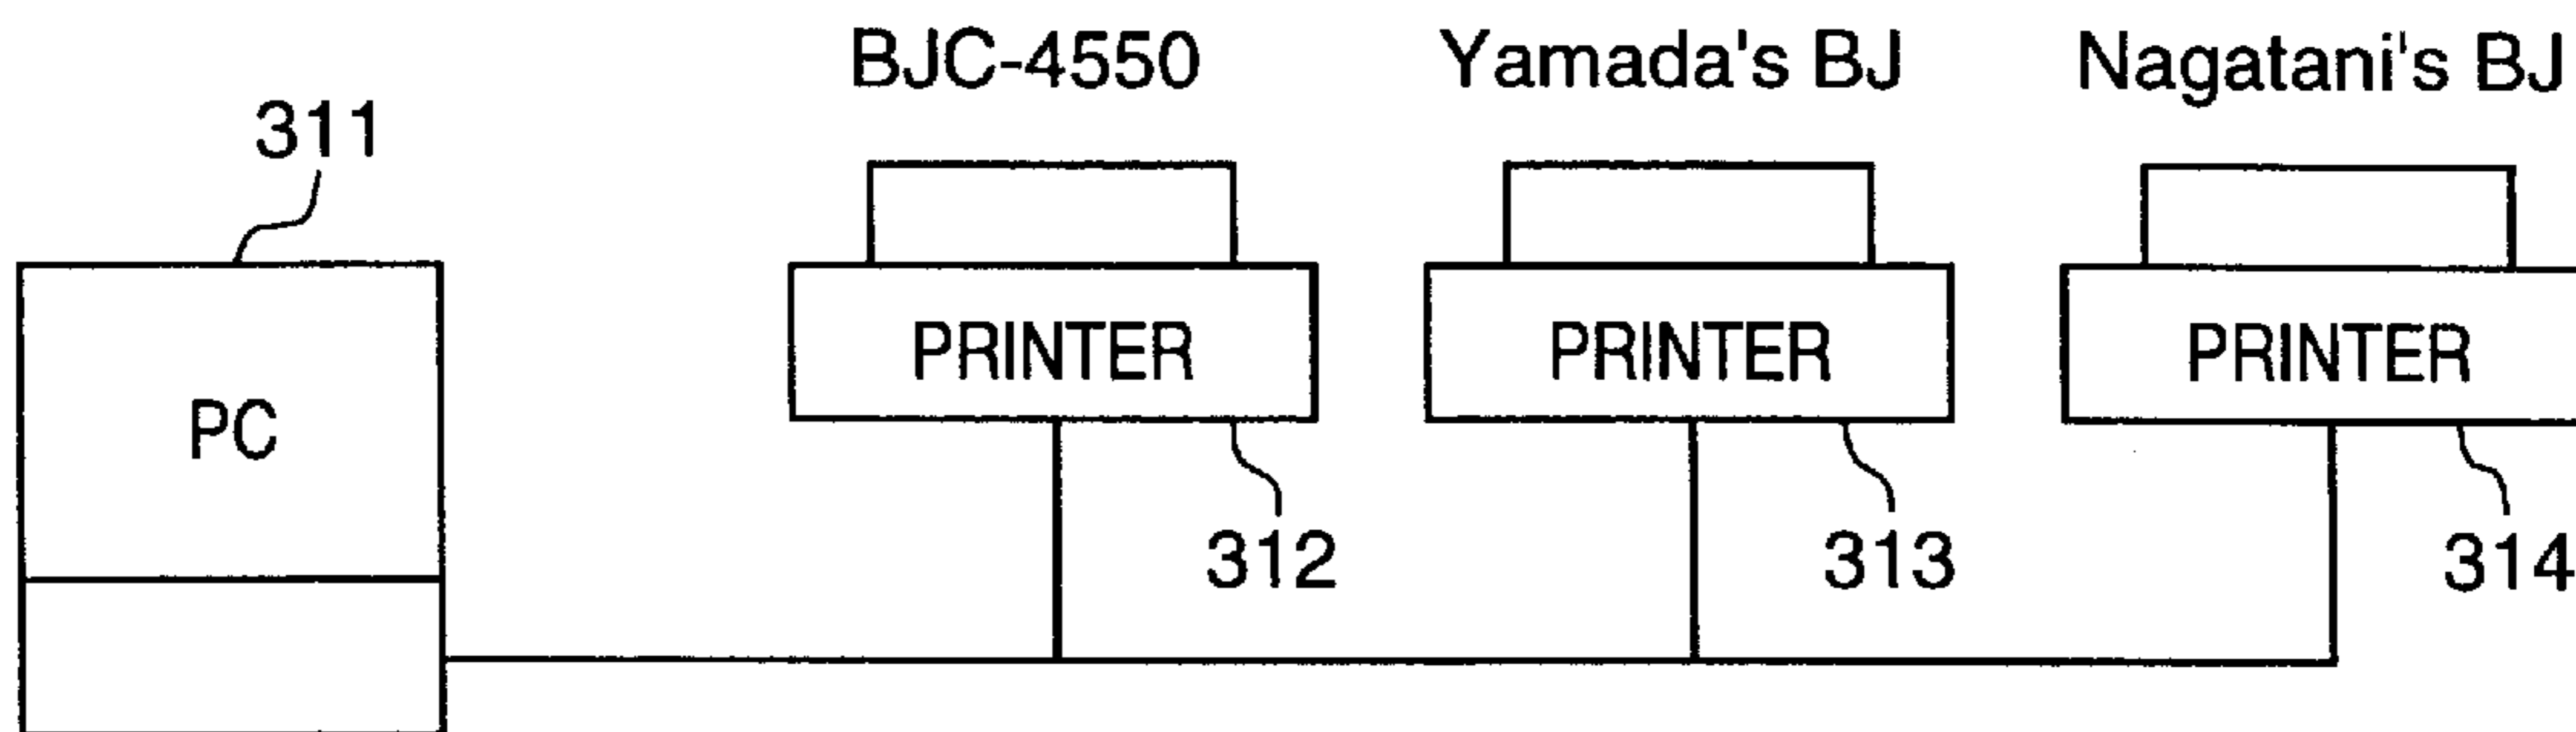 BJC-4550 Yamada's BJ Nagatani's BJ
311
PC PRINTER PRINTER PRINTER
312 313 314